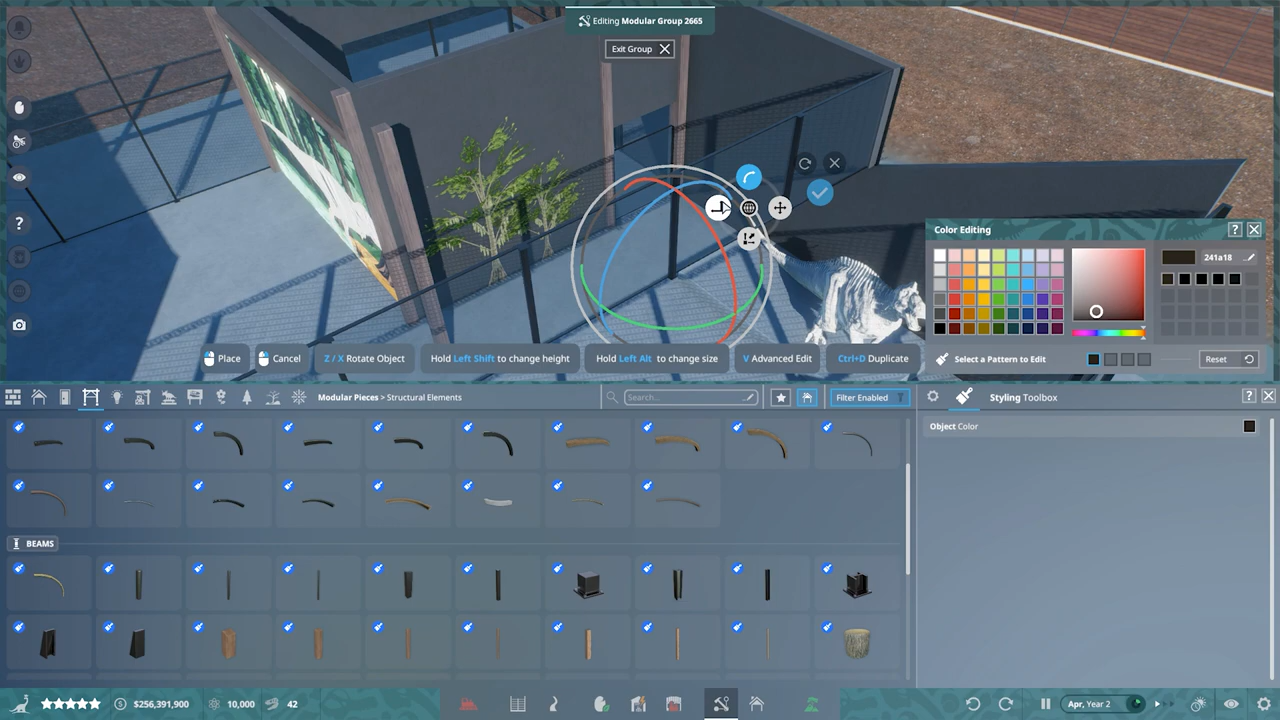 Editing Modular Group 2665
Exit Group
Color Editing
?
241a18
Place
Cancel
Z / X Rotate Object
Hold Left Shift to change height
Hold Left Alt to change size
V Advanced Edit
Ctrl+D Duplicate
Select a Pattern to Edit
Reset
Modular Pieces > Structural Elements
Search...
Filter Enabled
Styling Toolbox
?
Object Color
BEAMS
?
$256,391,900
10,000
42
Apr, Year 2